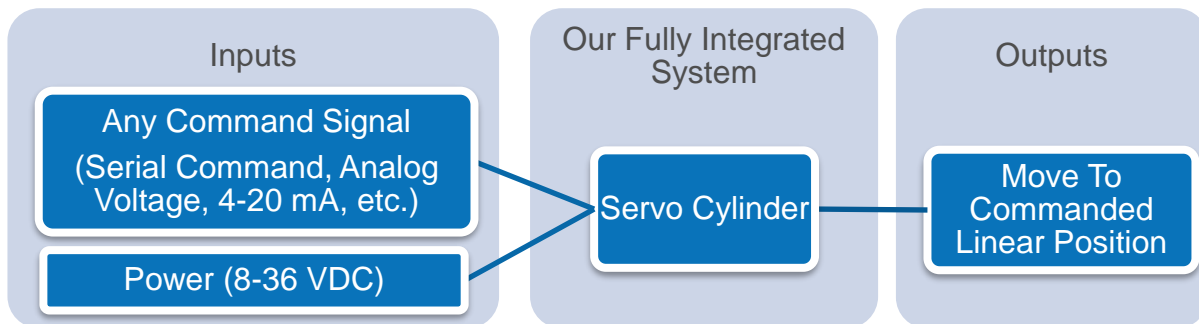 Inputs
Any Command Signal
(Serial Command, Analog
Voltage, 4-20 mA, etc.)
Power (8-36 VDC)
Our Fully Integrated
System
Servo Cylinder
Outputs
Move To
Commanded
Linear Position